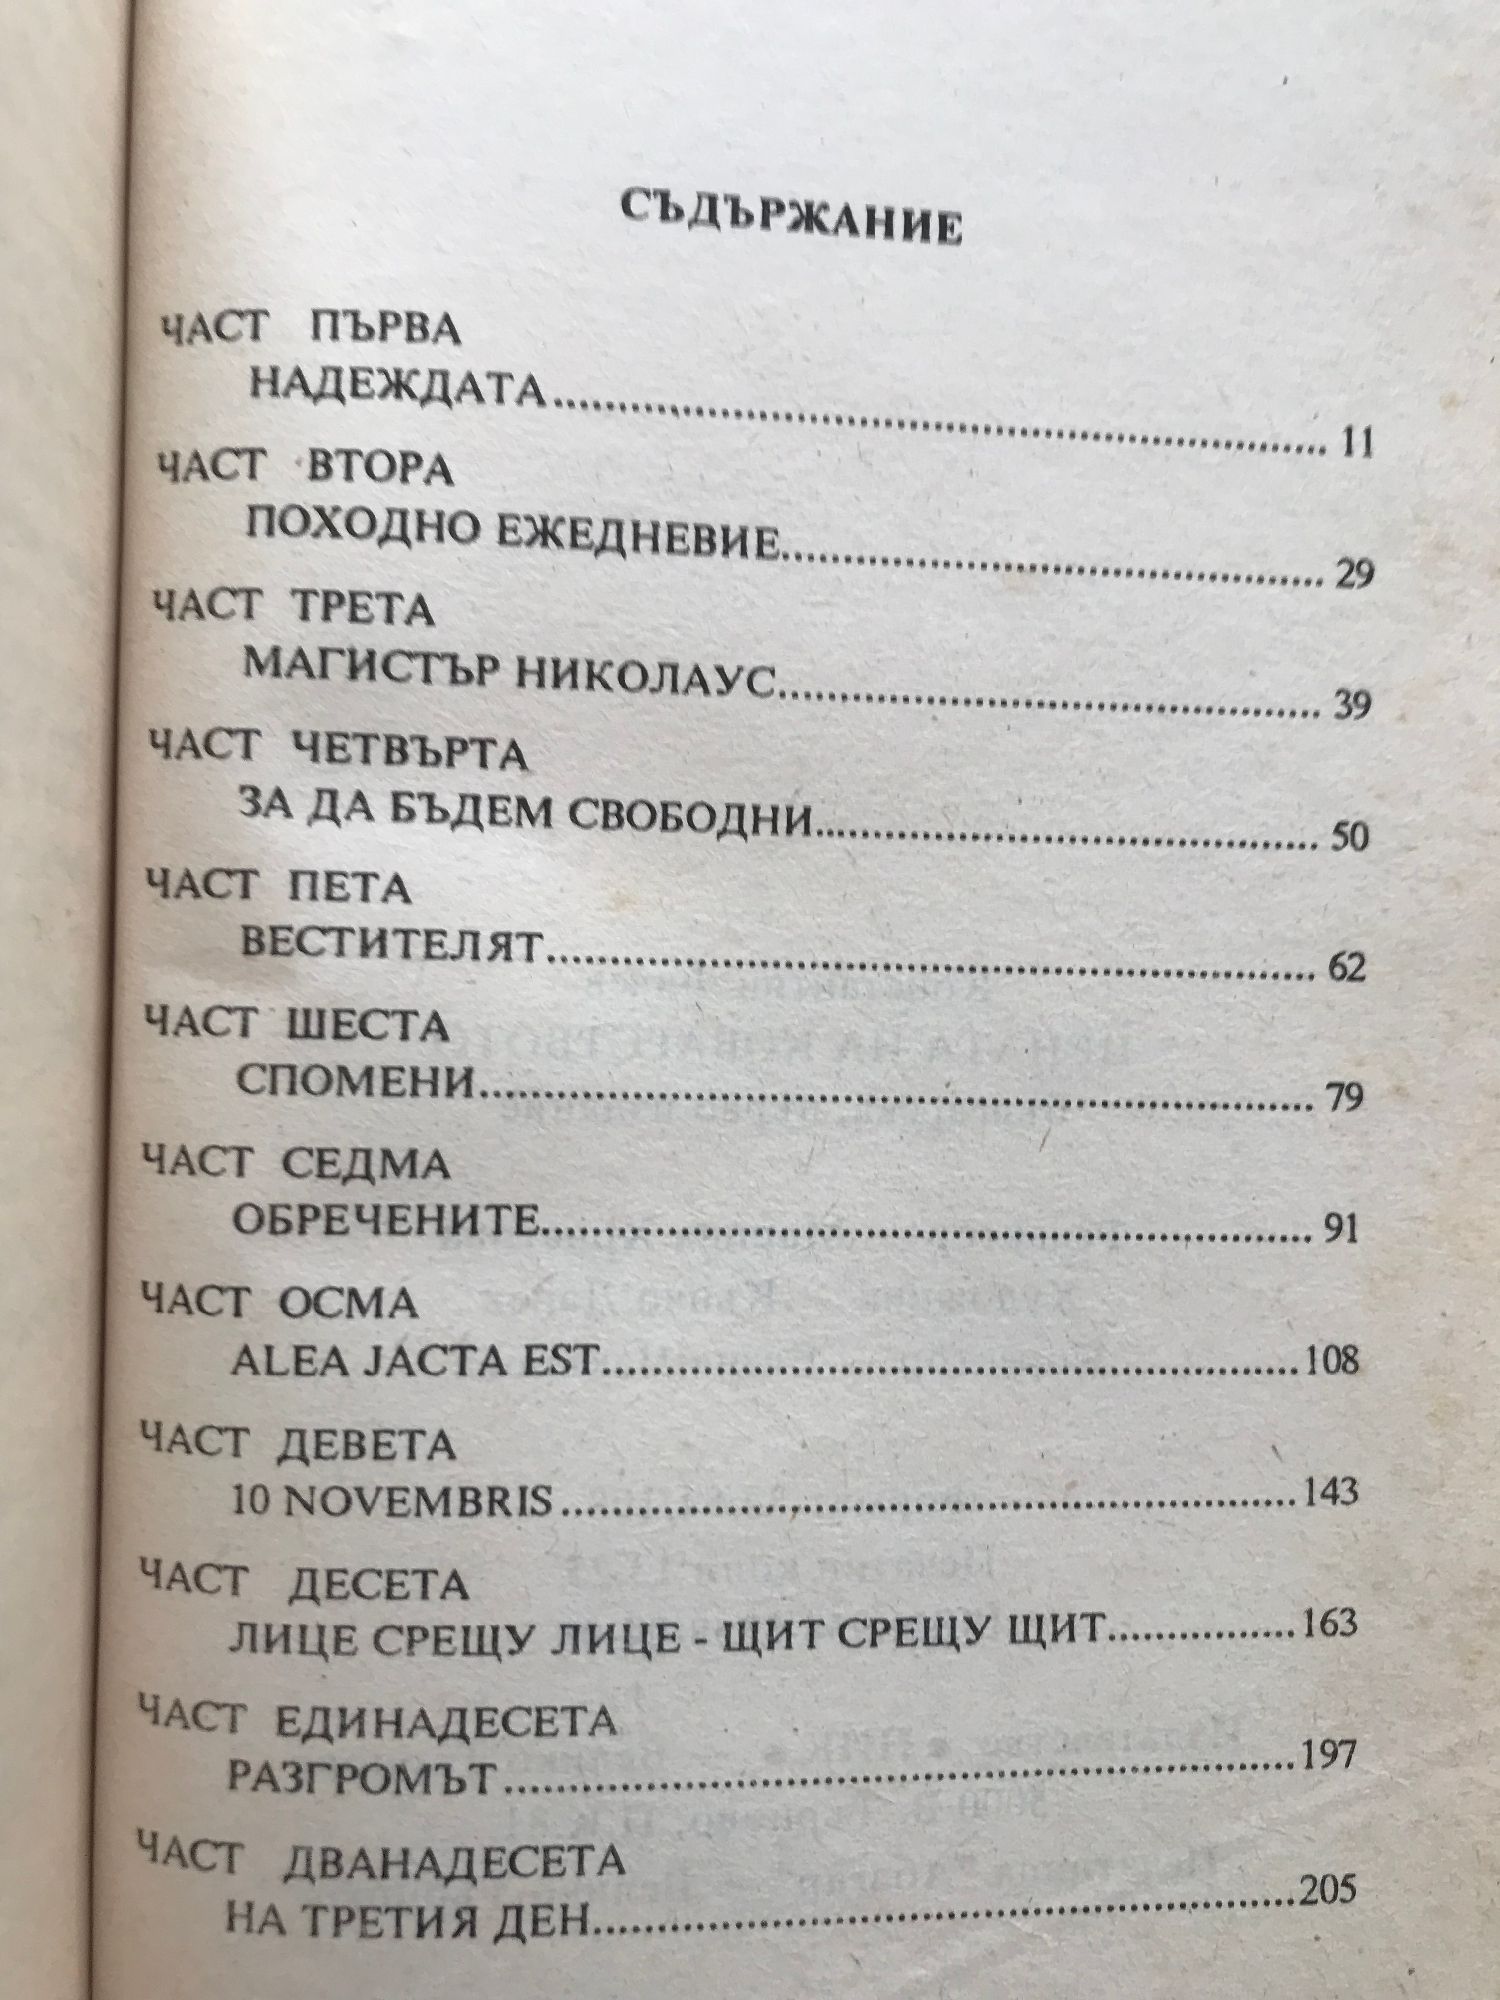 СЪДЪРЖАНИЕ
ЧАСТ ПЪРВА
НАДЕЖДАТА 11
ЧАСТ ВТОРА
ПОХОДНО ЕЖЕДНЕВИЕ 29
ЧАСТ ТРЕТА
МАГИСТЪР НИКОЛАУС 39
ЧАСТ ЧЕТВЪРТА
ЗА ДА БЪДЕМ СВОБОДНИ 50
ЧАСТ ПЕТА
ВЕСТИТЕЛЯТ 62
ЧАСТ ШЕСТА
СПОМЕНИ 79
ЧАСТ СЕДМА
ОБРЕЧЕНИТЕ 91
ЧАСТ ОСМА
ALEA JACTA EST 108
ЧАСТ ДЕВЕТА
10 NOVEMBRIS 143
ЧАСТ ДЕСЕТА
ЛИЦЕ СРЕЩУ ЛИЦЕ - ЩИТ СРЕЩУ ЩИТ 163
ЧАСТ ЕДИНАДЕСЕТА
РАЗГРОМЪТ 197
ЧАСТ ДВАНАДЕСЕТА
НА ТРЕТИЯ ДЕН 205